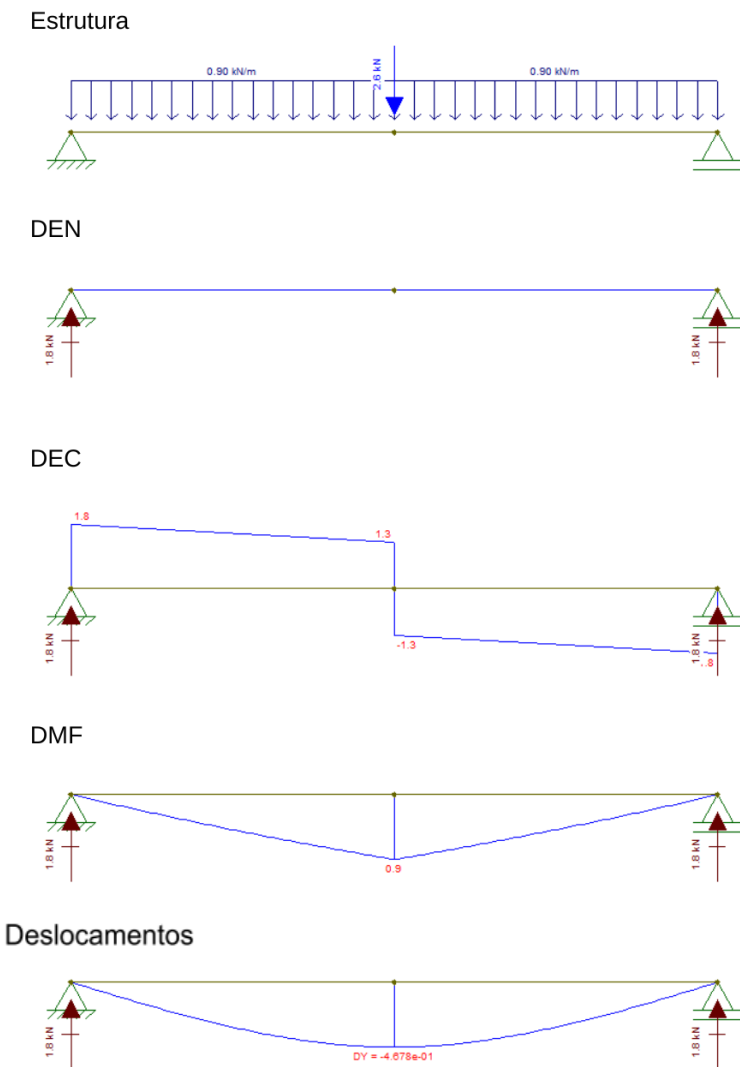 Estrutura
0.90 kN/m
2.6 kN
0.90 kN/m
DEN
1.8 kN
1.8 kN
DEC
1.8
1.3
-1.3
.8
1.8 kN
1.8 kN
DMF
0.9
1.8 kN
1.8 kN
Deslocamentos
DY = -4.678e-01
1.8 kN
1.8 kN